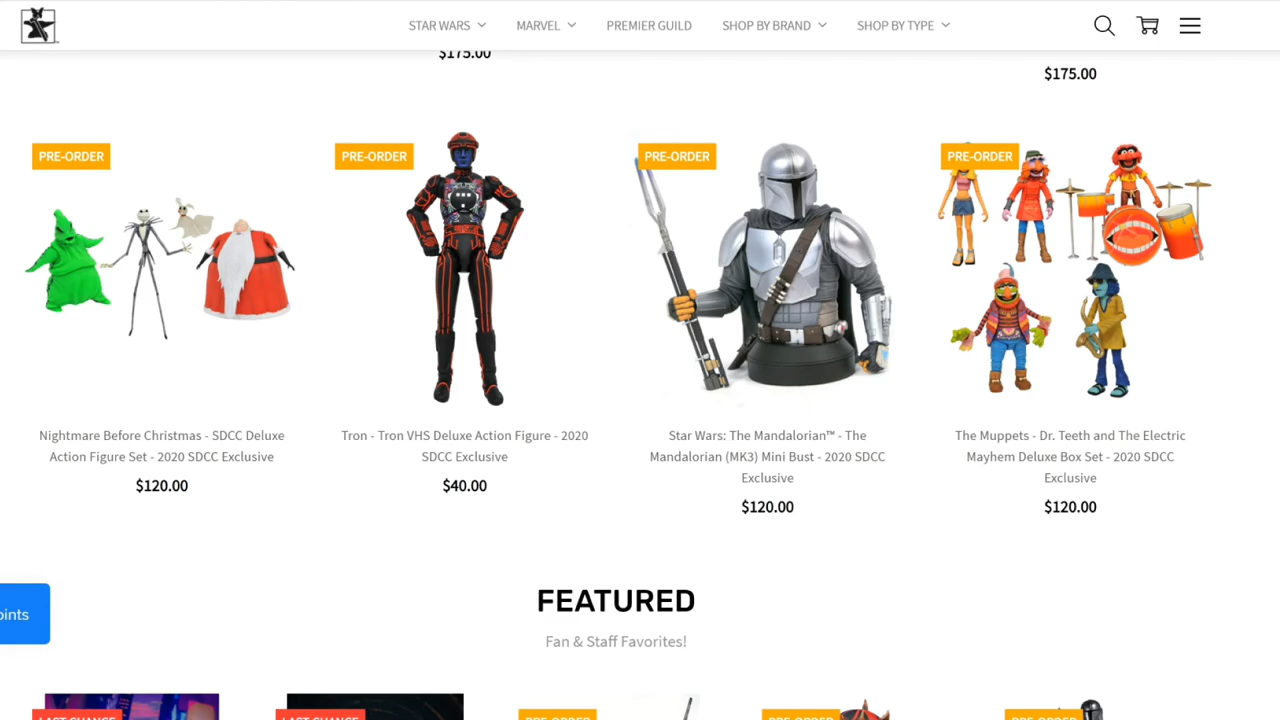 STAR WARS
MARVEL
PREMIER GUILD
SHOP BY BRAND
SHOP BY TYPE
$175.00
$175.00
PRE-ORDER
PRE-ORDER
PRE-ORDER
PRE-ORDER
Nightmare Before Christmas - SDCC Deluxe
Action Figure Set - 2020 SDCC Exclusive
$120.00
Tron - Tron VHS Deluxe Action Figure - 2020
SDCC Exclusive
$40.00
Star Wars: The Mandalorian™ - The
Mandalorian (MK3) Mini Bust - 2020 SDCC
Exclusive
$120.00
The Muppets - Dr. Teeth and The Electric
Mayhem Deluxe Box Set - 2020 SDCC
Exclusive
$120.00
oints
FEATURED
Fan & Staff Favorites!
LAST CHANCE
LAST CHANCE
PRE-ORDER
PRE-ORDER
PRE-ORDER